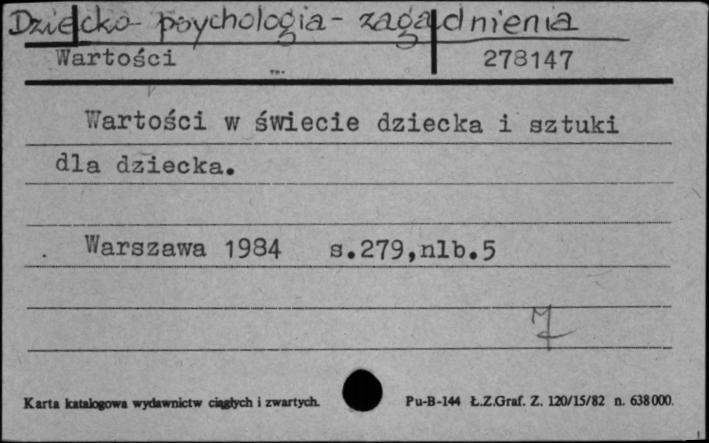 Dziecko - psychologia - zagadnienia
Wartości 278147
Wartości w świecie dziecka i sztuki
dla dziecka.
Warszawa 1984 s.279,nlb.5
Karta katalogowa wydawnictw ciągłych i zwartych. Pu-B-144 Ł.Z.Graf. Z. 120/15/82 n. 638000.